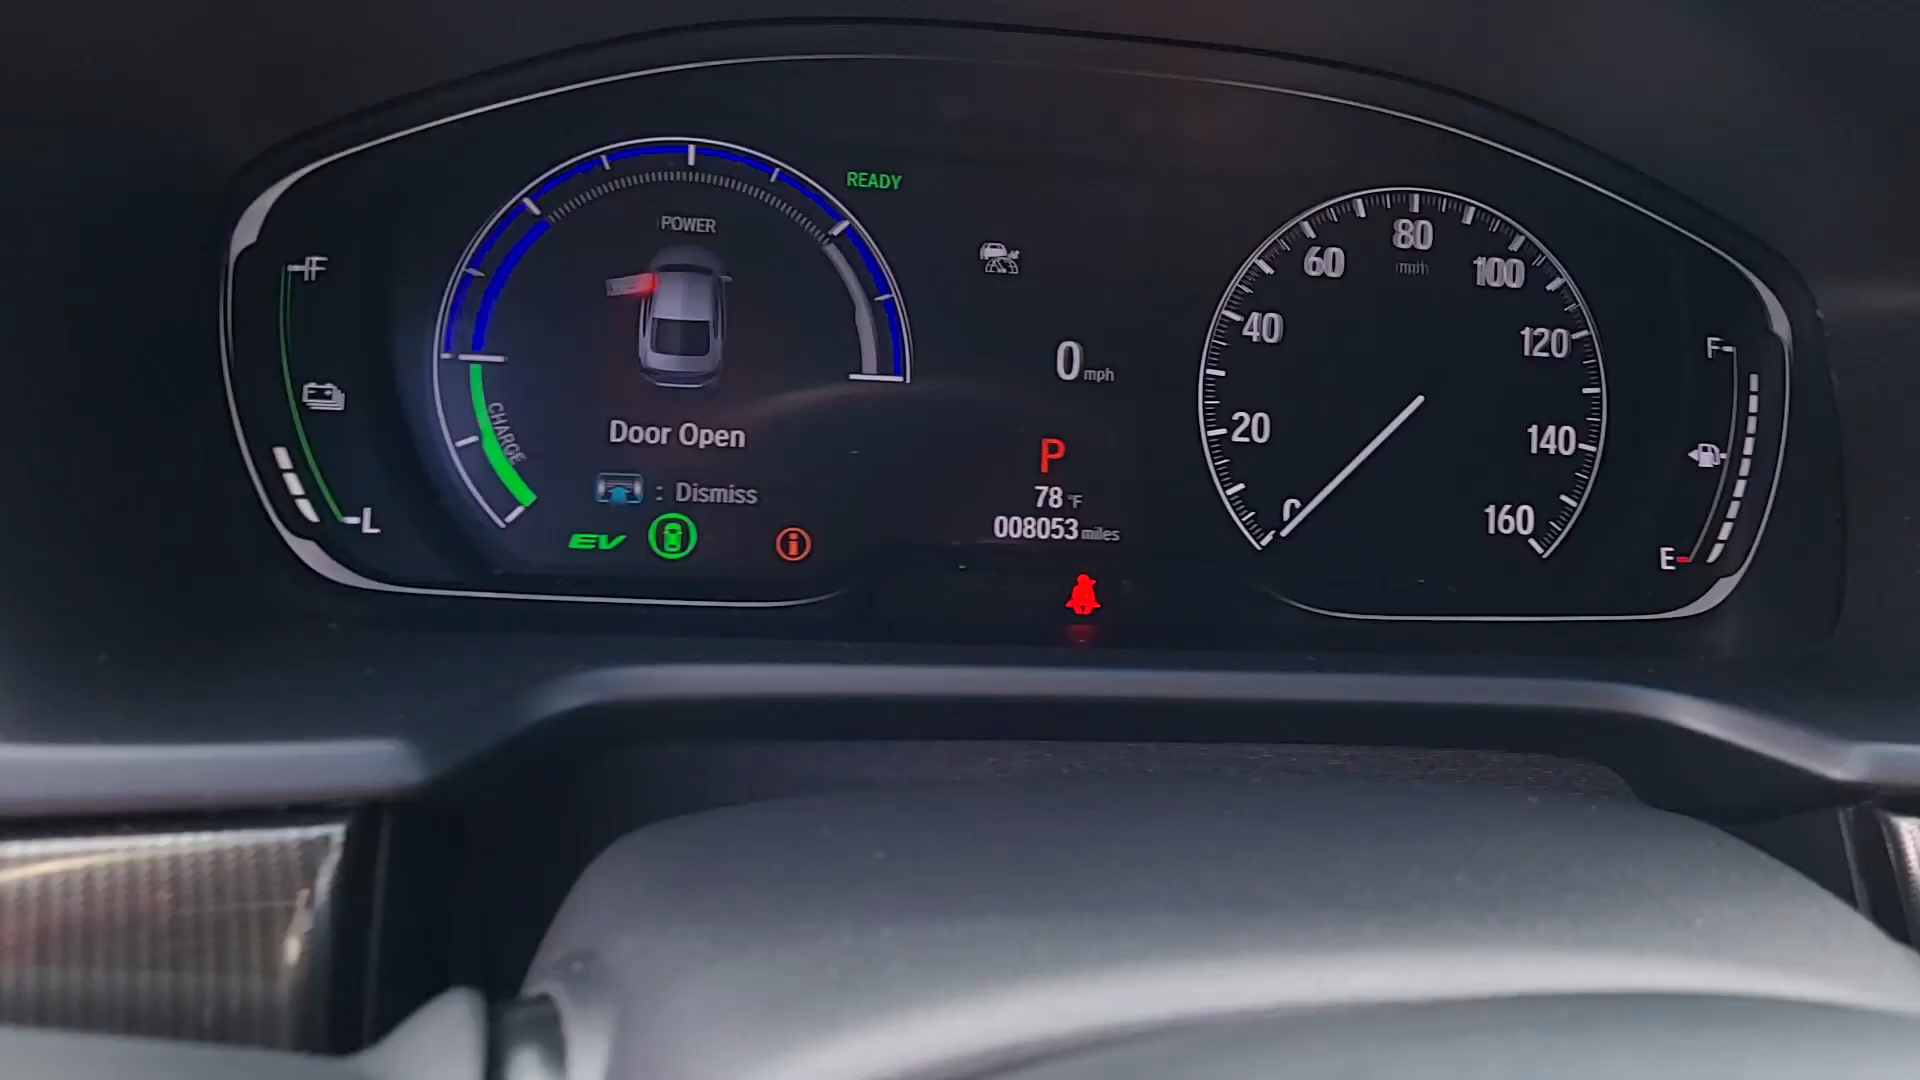 READY
POWER
F
CHARGE
L
Door Open
: Dismiss
EV
0 mph
P
78 °F
008053 miles
20
40
60
80
mph
100
120
140
160
F
E